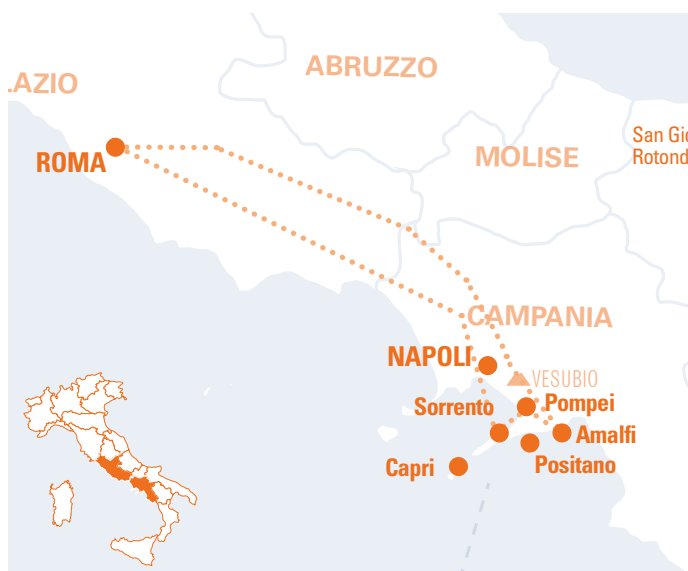 ABRUZZO
LAZIO
San Gio
Rotond
ROMA
MOLISE
CAMPANIA
NAPOLI
VESUBIO
Sorrento
Pompei
Amalfi
Capri
Positano